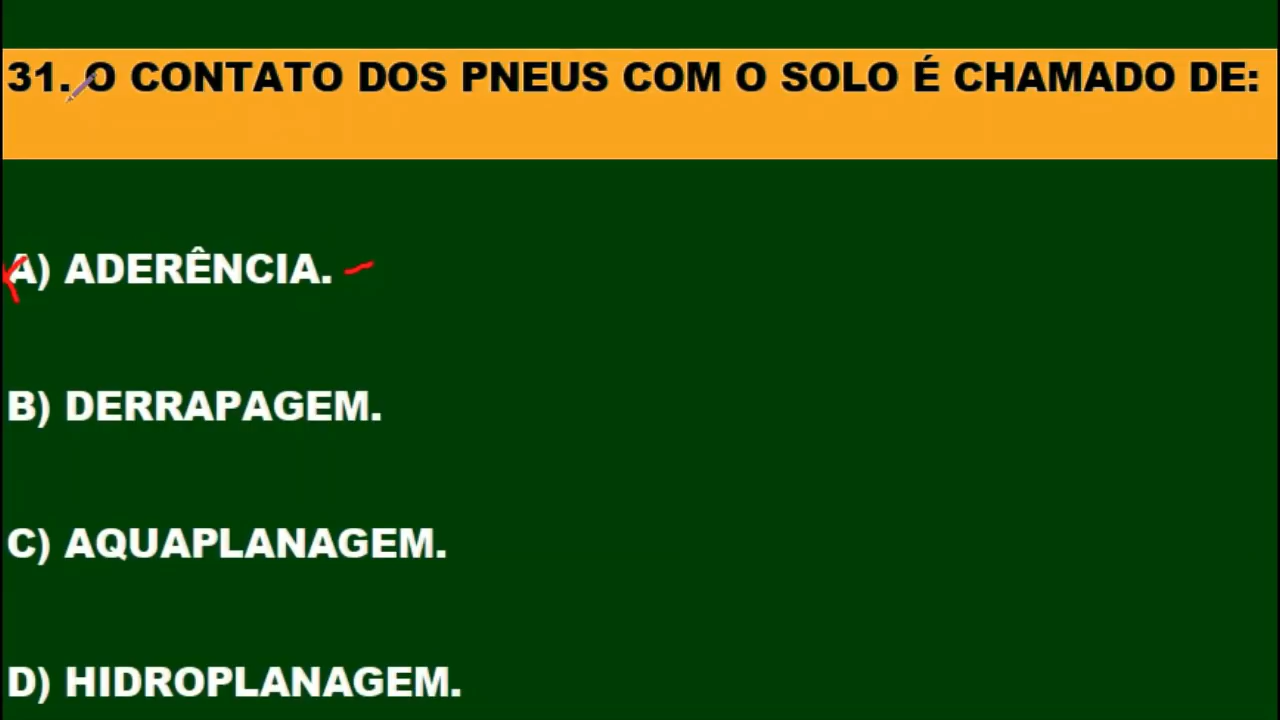 31. O CONTATO DOS PNEUS COM O SOLO É CHAMADO DE:
A) ADERÊNCIA.
B) DERRAPAGEM.
C) AQUAPLANAGEM.
D) HIDROPLANAGEM.